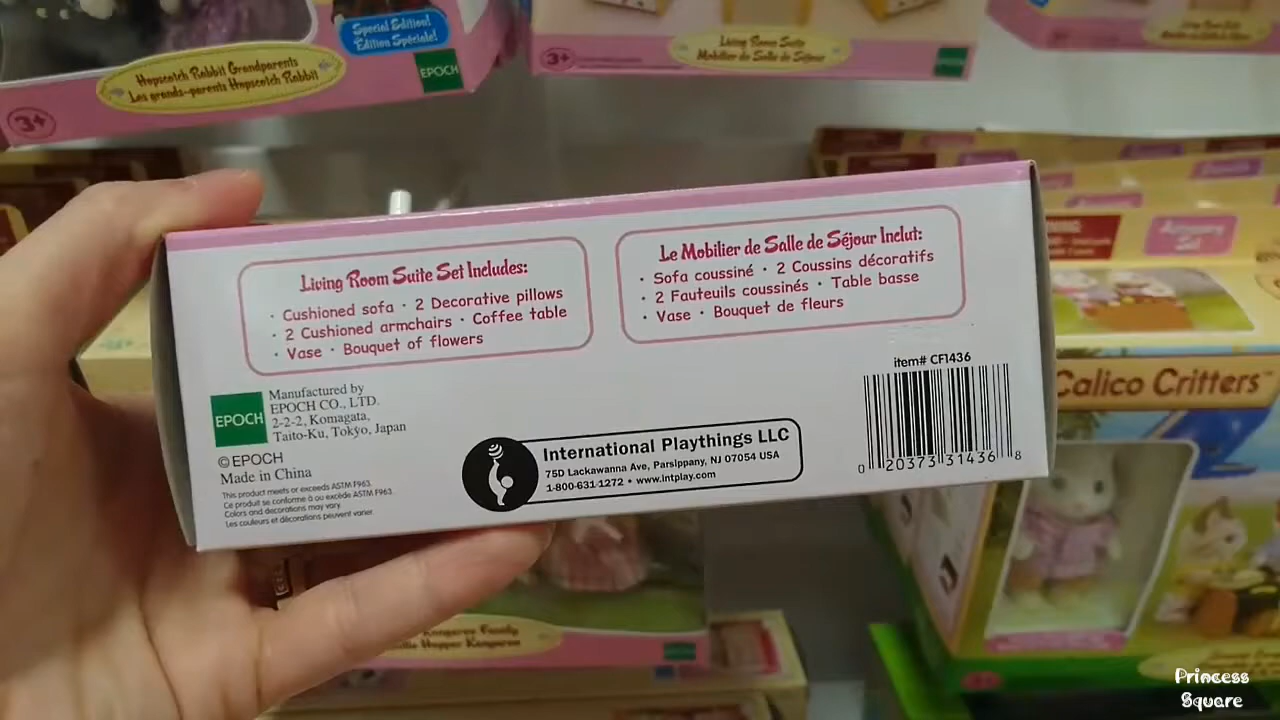 Special Edition!
Édition Spéciale!
Hopscotch Rabbit Grandparents
Les grands-parents Hopscotch Rabbit
EPOCH
3+
Living Room Suite
Mobilier de Salle de Séjour
3+
EPOCH
Living Room Suite Set Includes:
· Cushioned sofa · 2 Decorative pillows
· 2 Cushioned armchairs · Coffee table
· Vase · Bouquet of flowers
Le Mobilier de Salle de Séjour Inclut:
· Sofa coussiné · 2 Coussins décoratifs
· 2 Fauteuils coussinés · Table basse
· Vase · Bouquet de fleurs
EPOCH
Manufactured by
EPOCH CO., LTD.
2-2-2, Komagata,
Taito-Ku, Tokyo, Japan
©EPOCH
Made in China
This product meets or exceeds ASTM F963.
Ce produit se conforme à ou excède ASTM F963.
Colors and decorations may vary.
Les couleurs et décorations peuvent varier.
International Playthings LLC
75D Lackawanna Ave, Parsippany, NJ 07054 USA
1-800-631-1272 • www.intplay.com
item# CF1436
0 20373 31436 8
Calico Critters™
Kangaroo Family
Hopper Kangaroo
Princess
Square